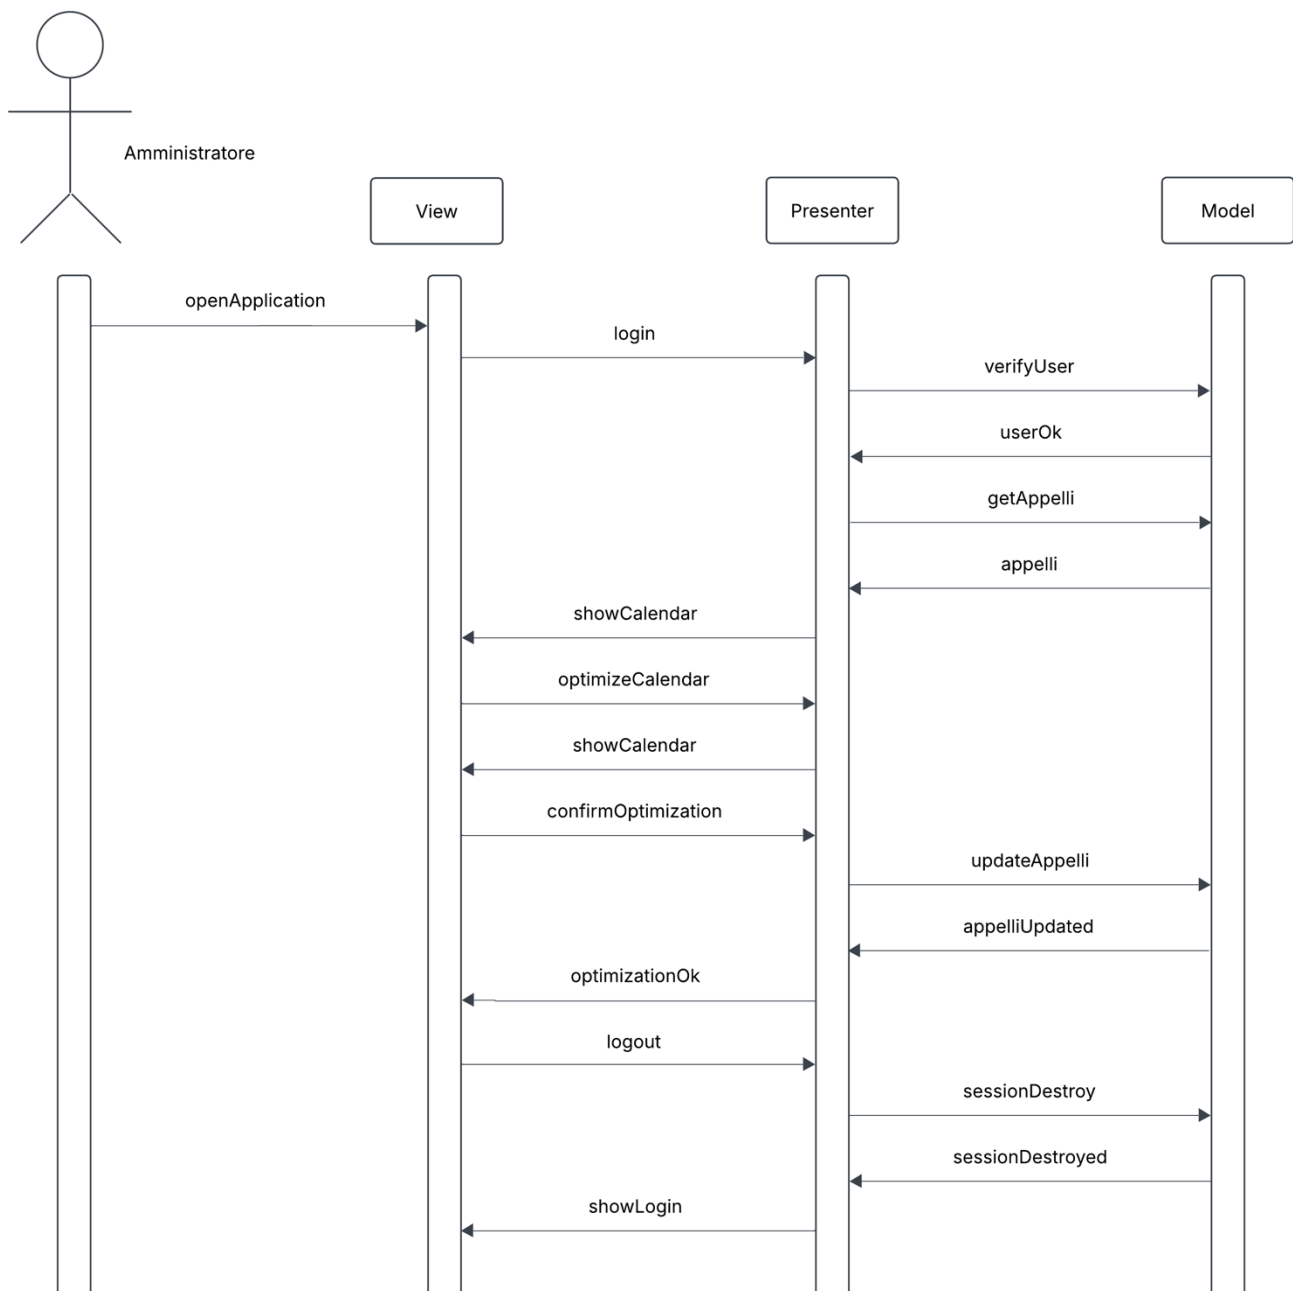 Amministratore
View
Presenter
Model
openApplication
login
verifyUser
userOk
getAppelli
appelli
showCalendar
optimizeCalendar
showCalendar
confirmOptimization
updateAppelli
appelliUpdated
optimizationOk
logout
sessionDestroy
sessionDestroyed
showLogin